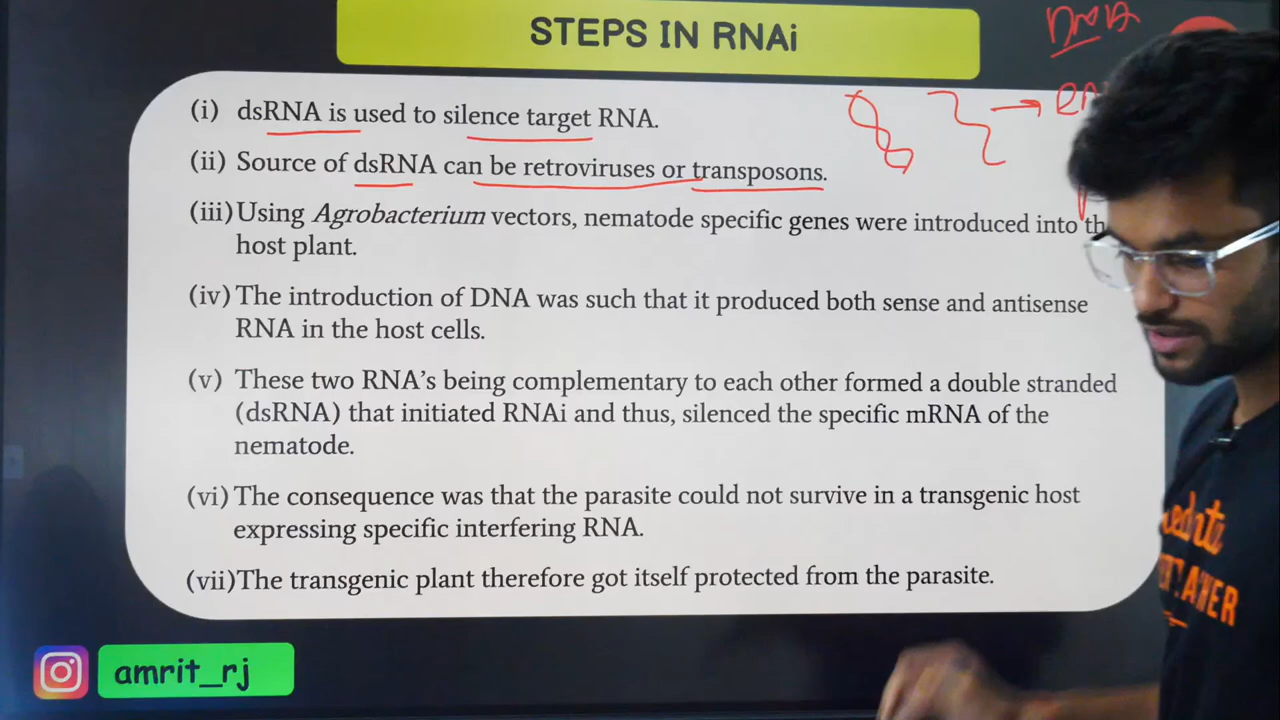 STEPS IN RNAi
DNA
(i) dsRNA is used to silence target RNA.
(ii) Source of dsRNA can be retroviruses or transposons.
(iii) Using Agrobacterium vectors, nematode specific genes were introduced into
host plant.
(iv) The introduction of DNA was such that it produced both sense and antisense
RNA in the host cells.
(v) These two RNA's being complementary to each other formed a double stranded
(dsRNA) that initiated RNAi and thus, silenced the specific mRNA of the
nematode.
(vi) The consequence was that the parasite could not survive in a transgenic host
expressing specific interfering RNA.
(vii) The transgenic plant therefore got itself protected from the parasite.
amrit_rj